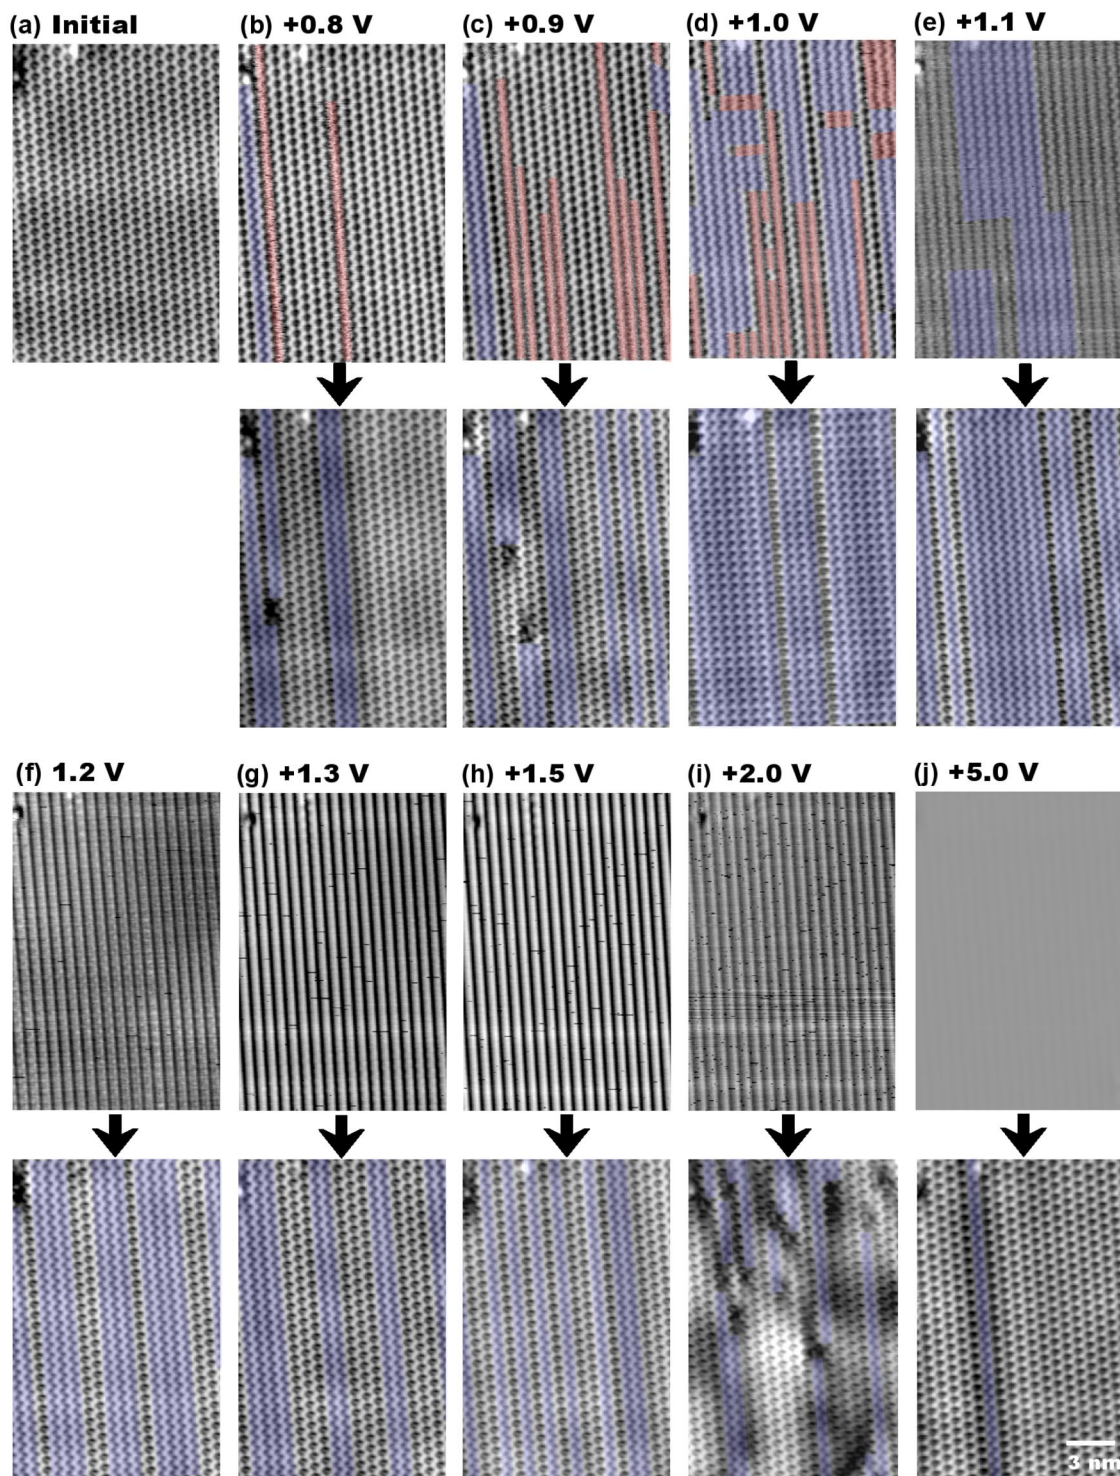 (a) Initial
(b) +0.8 V
(c) +0.9 V
(d) +1.0 V
(e) +1.1 V
(f) 1.2 V
(g) +1.3 V
(h) +1.5 V
(i) +2.0 V
(j) +5.0 V
3 nm